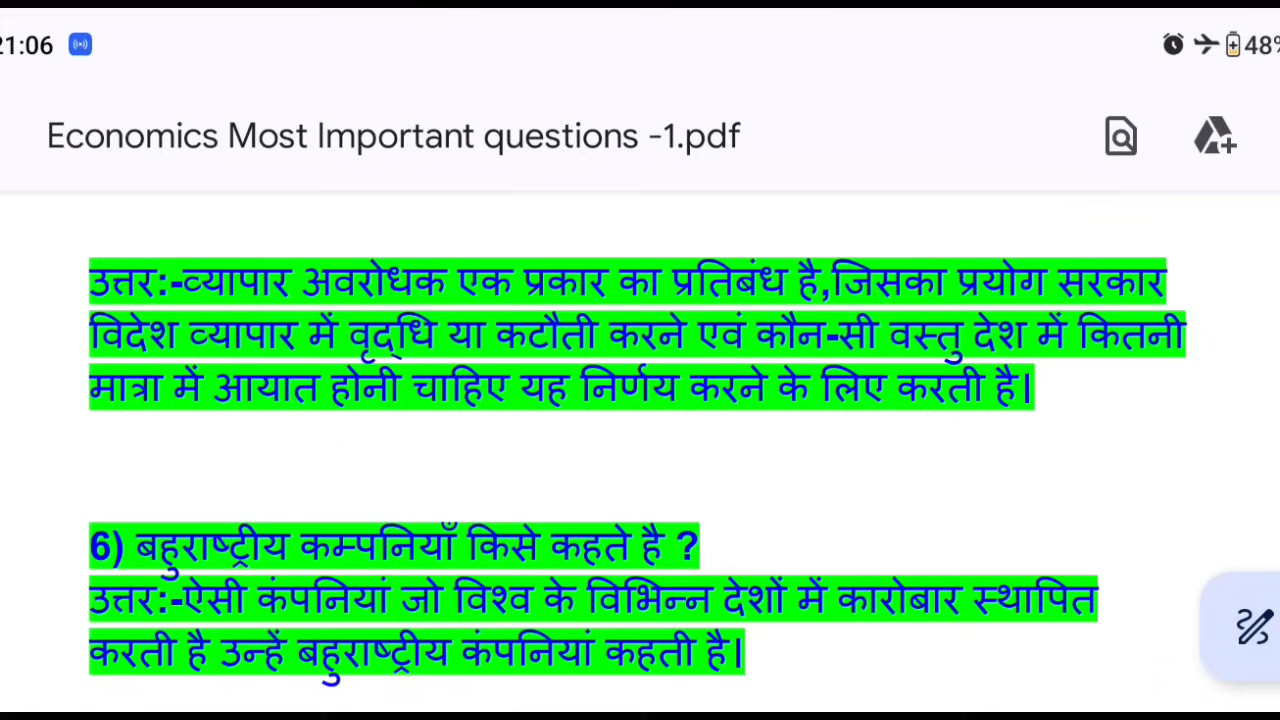 21:06
48%
Economics Most Important questions -1.pdf
उत्तर:-व्यापार अवरोधक एक प्रकार का प्रतिबंध है,जिसका प्रयोग सरकार
विदेश व्यापार में वृद्धि या कटौती करने एवं कौन-सी वस्तु देश में कितनी
मात्रा में आयात होनी चाहिए यह निर्णय करने के लिए करती है।
6) बहुराष्ट्रीय कम्पनियाँ किसे कहते है ?
उत्तर:-ऐसी कंपनियां जो विश्व के विभिन्न देशों में कारोबार स्थापित
करती है उन्हें बहुराष्ट्रीय कंपनियां कहती है।